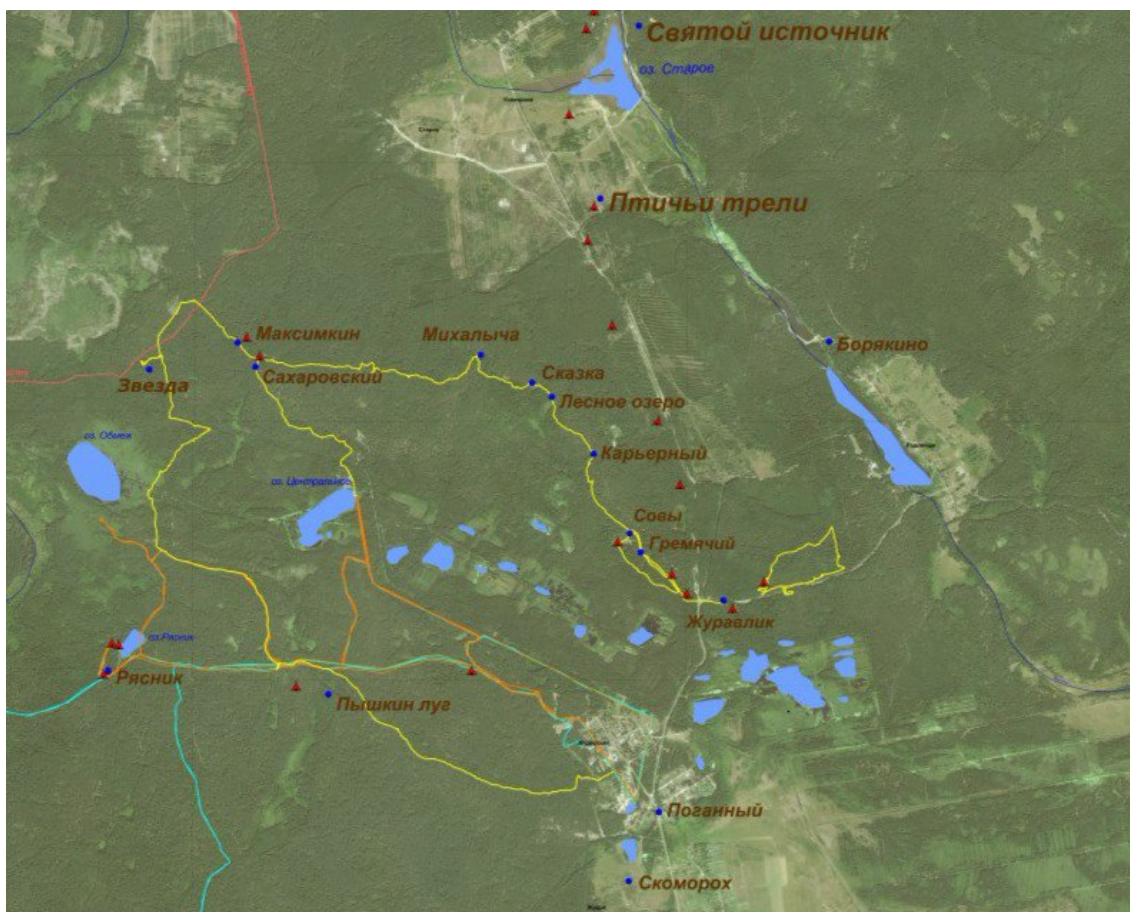 Святой источник
оз. Старое
Птичьи трели
Максимкин
Михалыча
Борякино
Звезда
Сахаровский
Сказка
Лесное озеро
оз. Обмеж
Карьерный
оз. Центральное
Совы
Гремячий
Журавлик
оз.Рясник
Рясник
Пышкин луг
Поганный
Скоморох